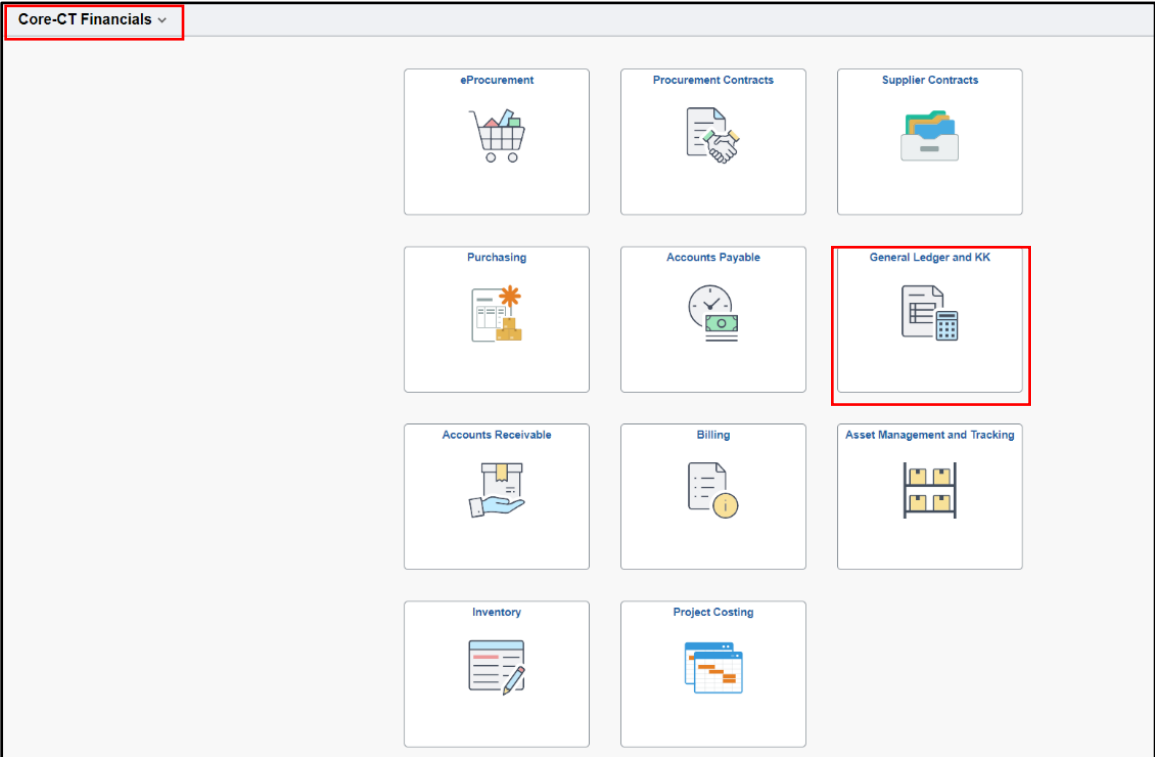 Core-CT Financials
eProcurement
Procurement Contracts
Supplier Contracts
Purchasing
Accounts Payable
General Ledger and KK
Accounts Receivable
Billing
Asset Management and Tracking
Inventory
Project Costing